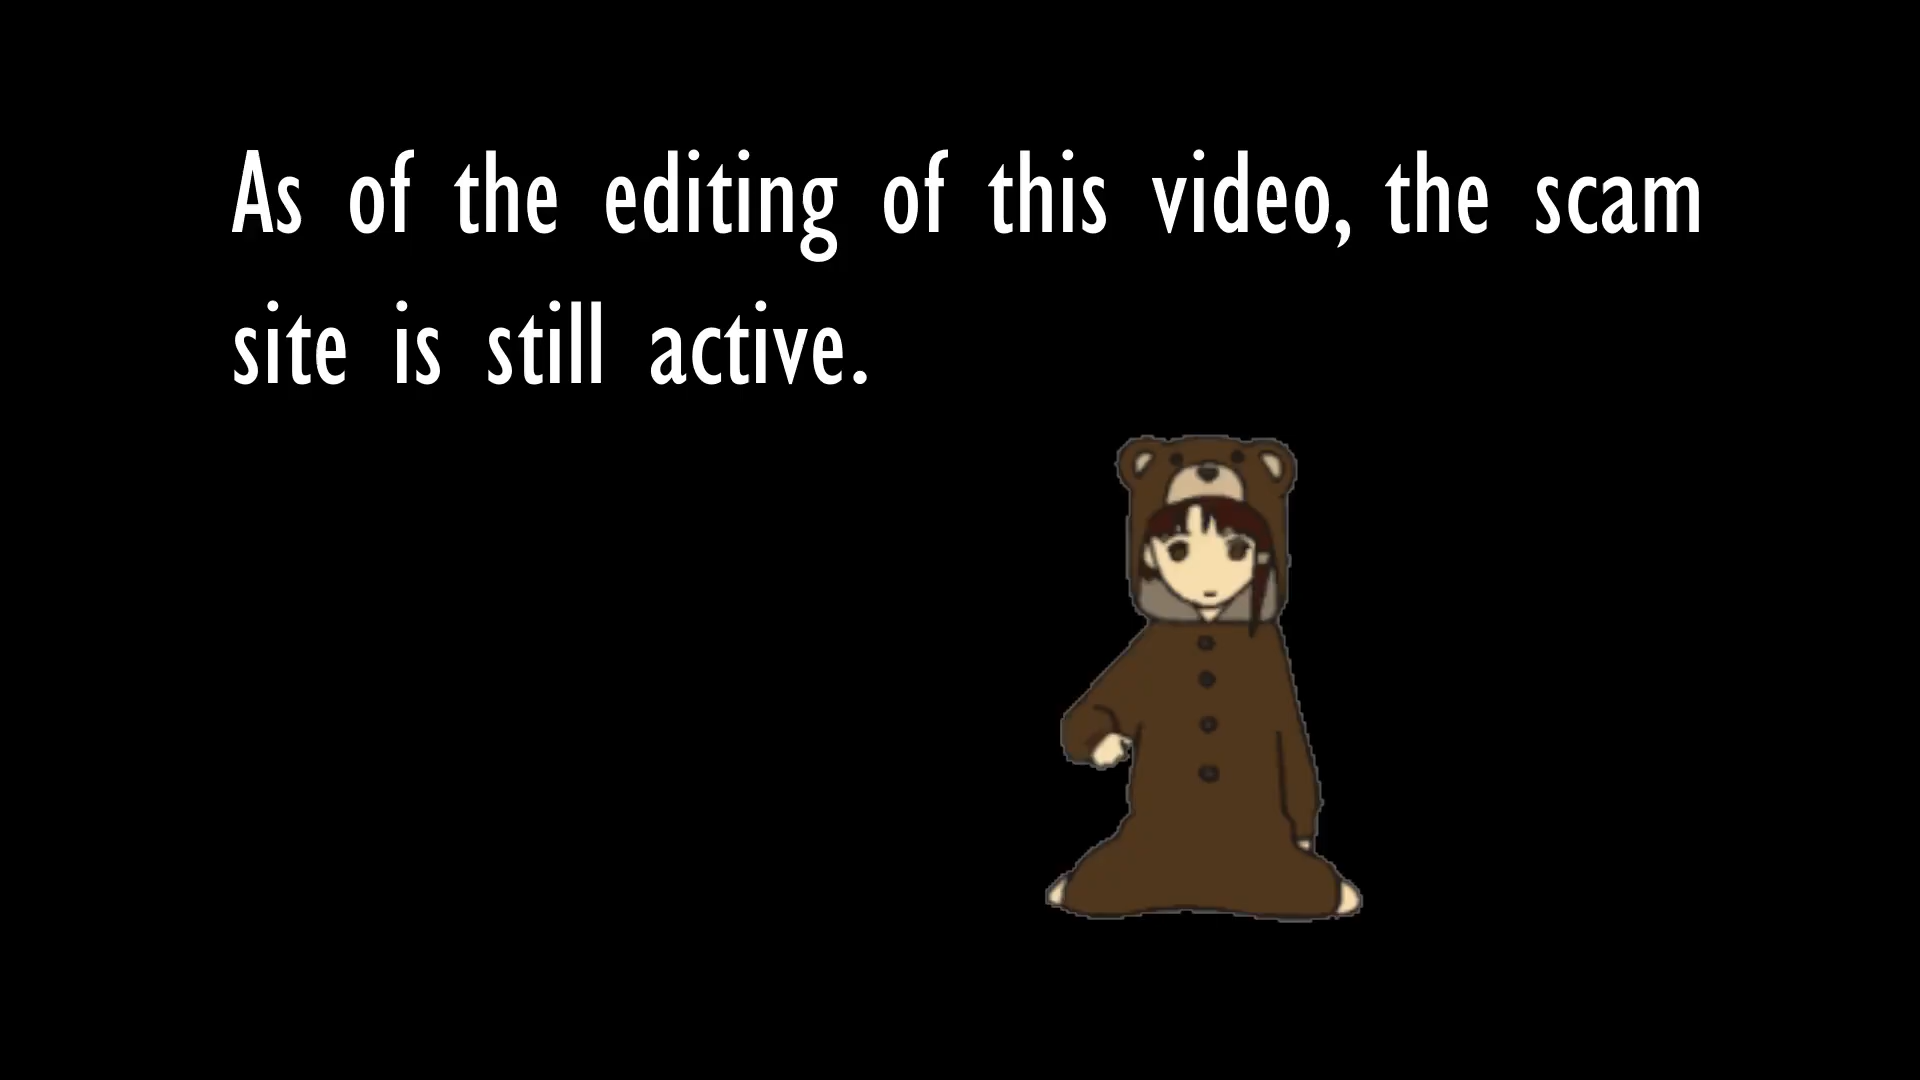 As of the editing of this video, the scam
site is still active.